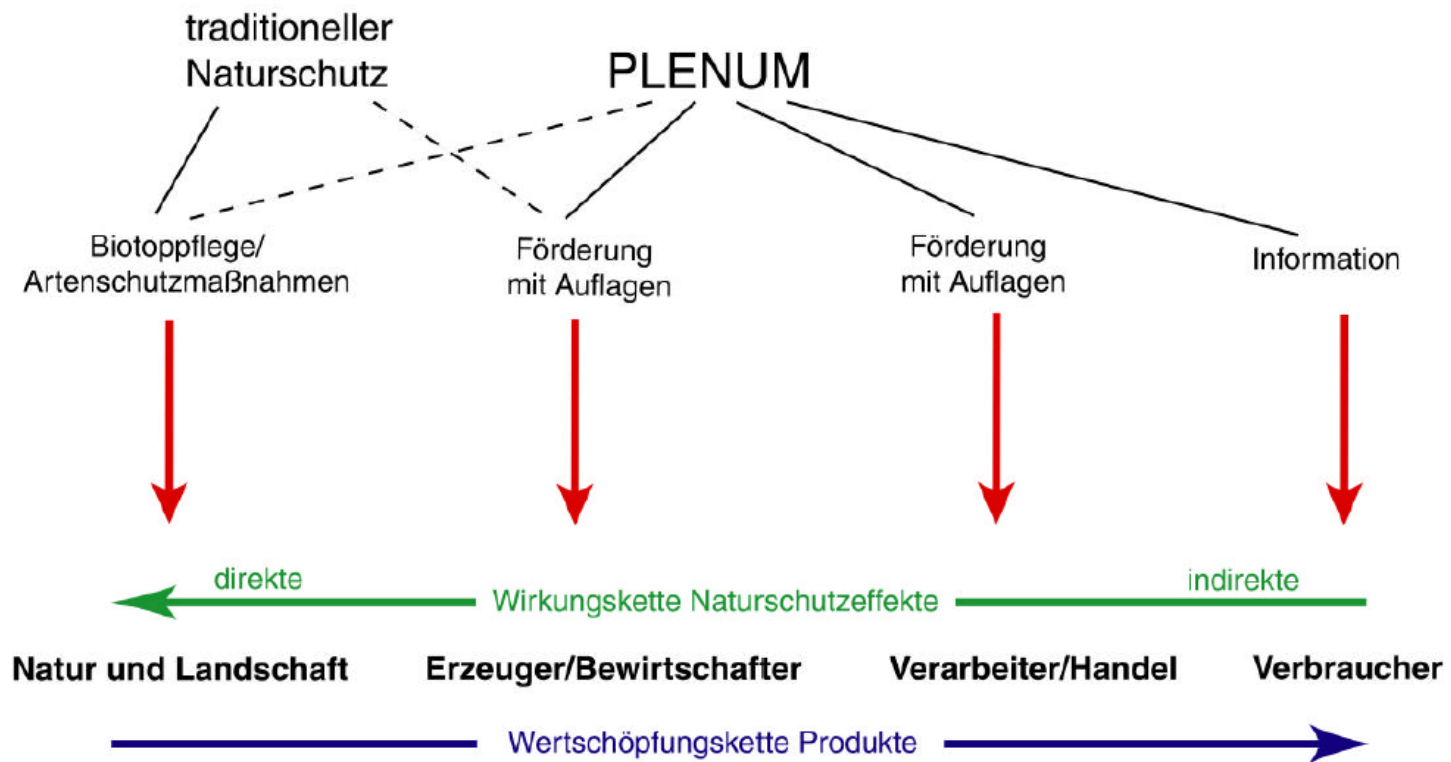 traditioneller
Naturschutz
PLENUM
Biotoppflege/
Artenschutzmaßnahmen
Förderung
mit Auflagen
Förderung
mit Auflagen
Information
direkte
indirekte
Wirkungskette Naturschutzeffekte
Natur und Landschaft
Erzeuger/Bewirtschafter
Verarbeiter/Handel
Verbraucher
Wertschöpfungskette Produkte